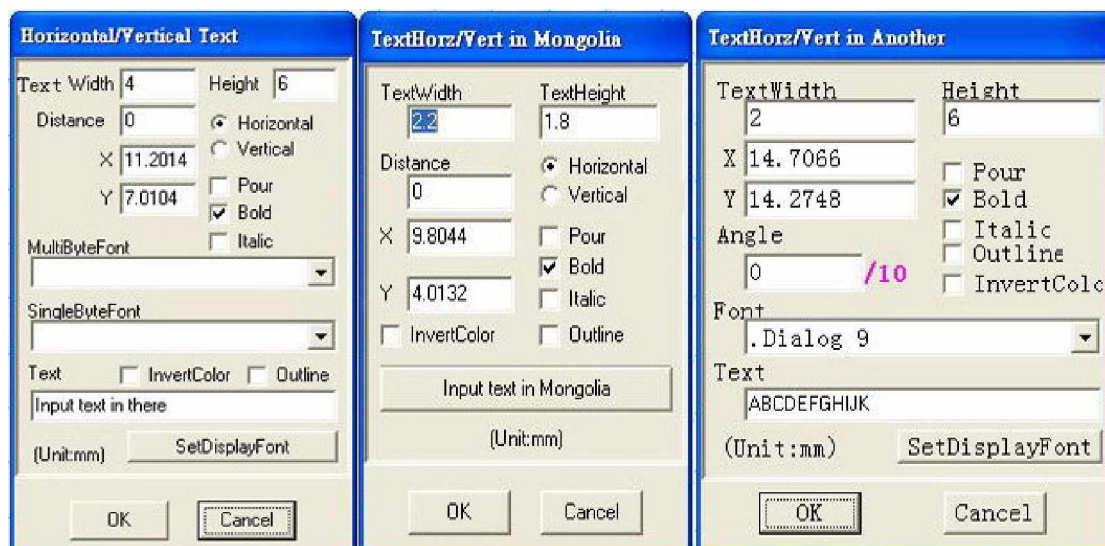 Horizontal/Vertical Text
Text Width 4 Height 6
Distance 0 Horizontal
Vertical
X 11.2014
Y 7.0104 Pour
Bold
Italic
MultiByteFont
SingleByteFont
Text InvertColor Outline
Input text in there
(Unit:mm) SetDisplayFont
OK Cancel
TextHorz/Vert in Mongolia
TextWidth TextHeight
2.2 1.8
Distance Horizontal
0 Vertical
X 9.8044 Pour
Bold
Y 4.0132 Italic
InvertColor Outline
Input text in Mongolia
(Unit:mm)
OK Cancel
TextHorz/Vert in Another
TextWidth Height
2 6
X 14.7066 Pour
Y 14.2748 Bold
Angle Italic
Outline
0 /10 InvertColc
Font
.Dialog 9
Text
ABCDEFGHIJK
(Unit:mm) SetDisplayFont
OK Cancel